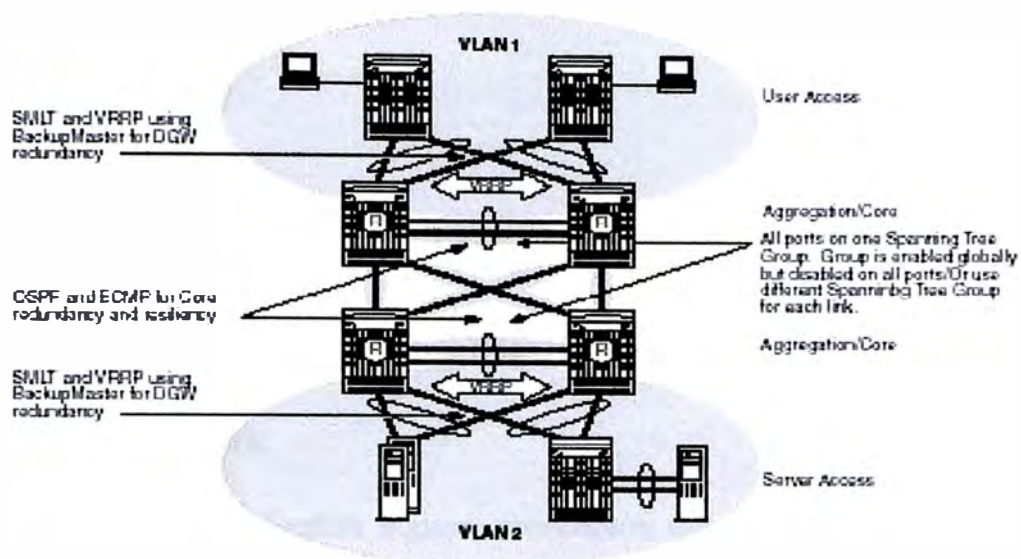 VLAN 1
User Access
SMLT and VRRP using
BackupMaster for DGW
redundancy
VRRP
R
R
Aggregation/Core
All ports on one Spanning Tree
Group. Group is enabled globally
but disabled on all ports/Or use
different Spanninbg Tree Group
for each link.
OSPF and ECMP for Core
redundancy and resiliency
R
R
Aggregation/Core
SMLT and VRRP using
BackupMaster for DGW
redundancy
VRRP
Server Access
VLAN 2